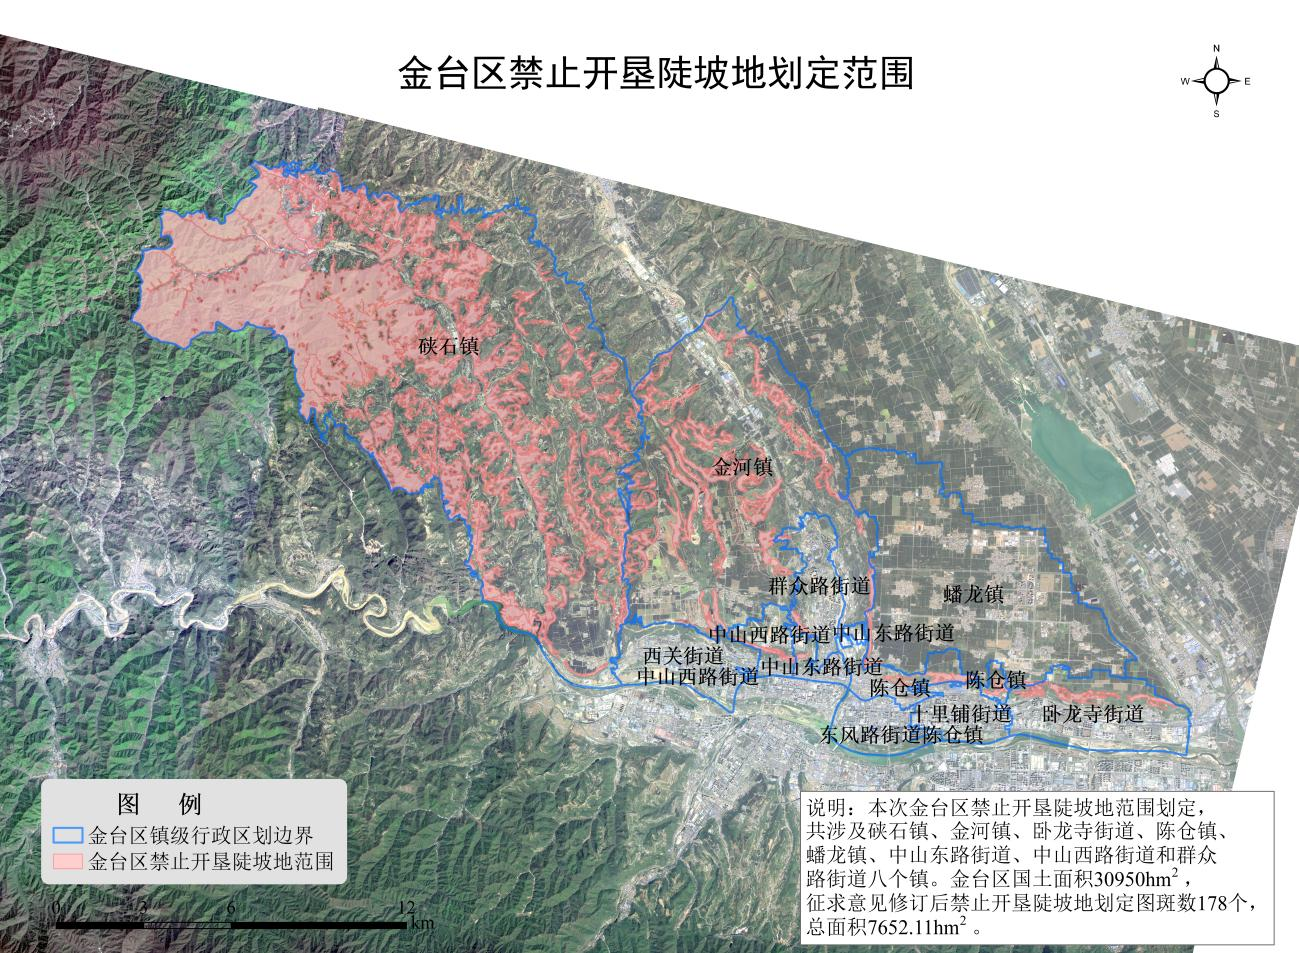 金台区禁止开垦陡坡地划定范围
N
W E
S
硖石镇
金河镇
群众路街道
蟠龙镇
中山西路街道
中山东路街道
西关街道
中山东路街道
中山西路街道
陈仓镇
陈仓镇
十里铺街道
卧龙寺街道
东风路街道
陈仓镇
图 例
金台区镇级行政区划边界
金台区禁止开垦陡坡地范围
0 3 6 12
km
说明：本次金台区禁止开垦陡坡地范围划定，
共涉及硖石镇、金河镇、卧龙寺街道、陈仓镇、
蟠龙镇、中山东路街道、中山西路街道和群众
路街道八个镇。金台区国土面积30950hm²，
征求意见修订后禁止开垦陡坡地划定图斑数178个，
总面积7652.11hm²。